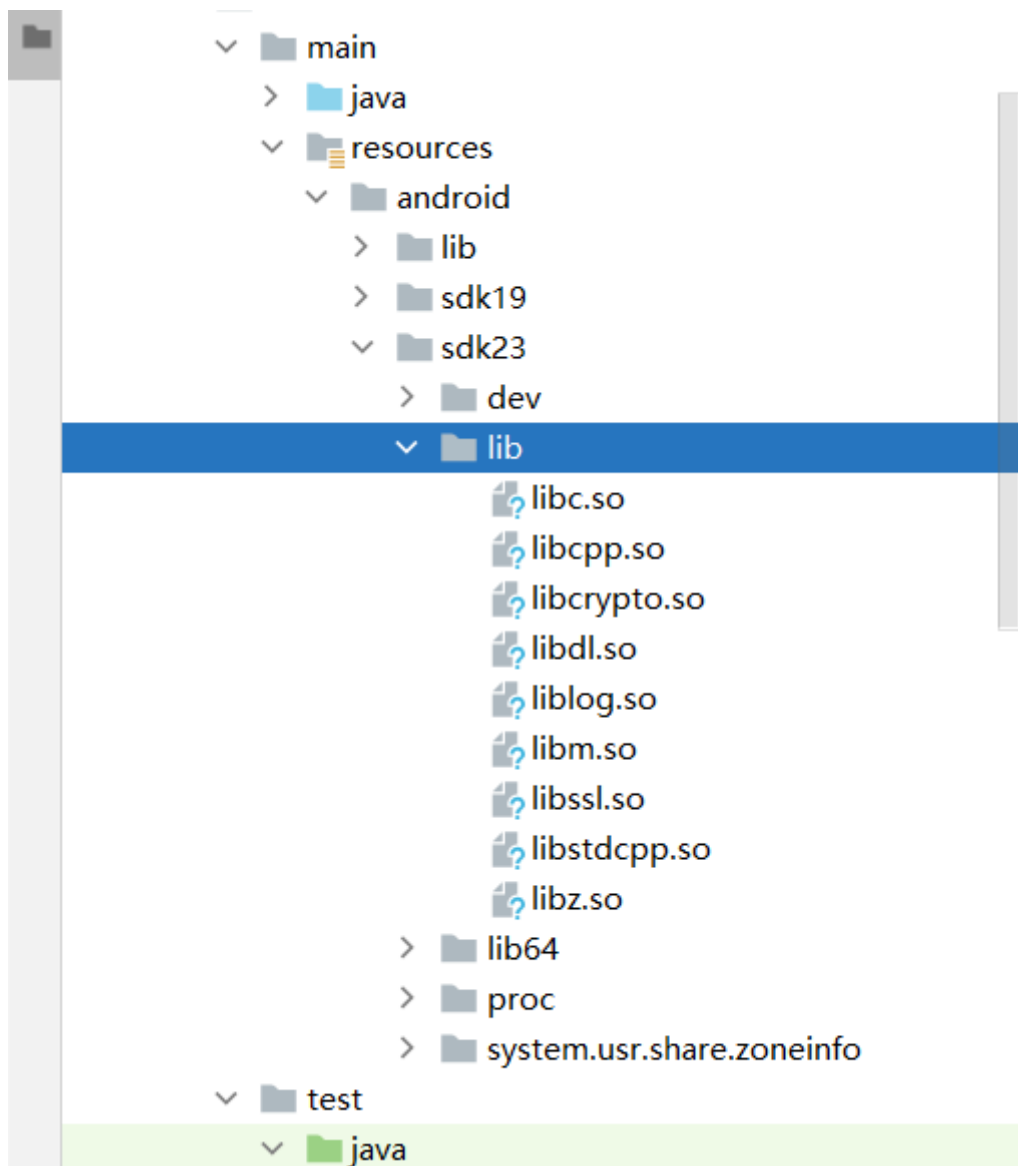 main
java
resources
android
lib
sdk19
sdk23
dev
lib
libc.so
libcpp.so
libcrypto.so
libdl.so
liblog.so
libm.so
libssl.so
libstdcpp.so
libz.so
lib64
proc
system.usr.share.zoneinfo
test
java